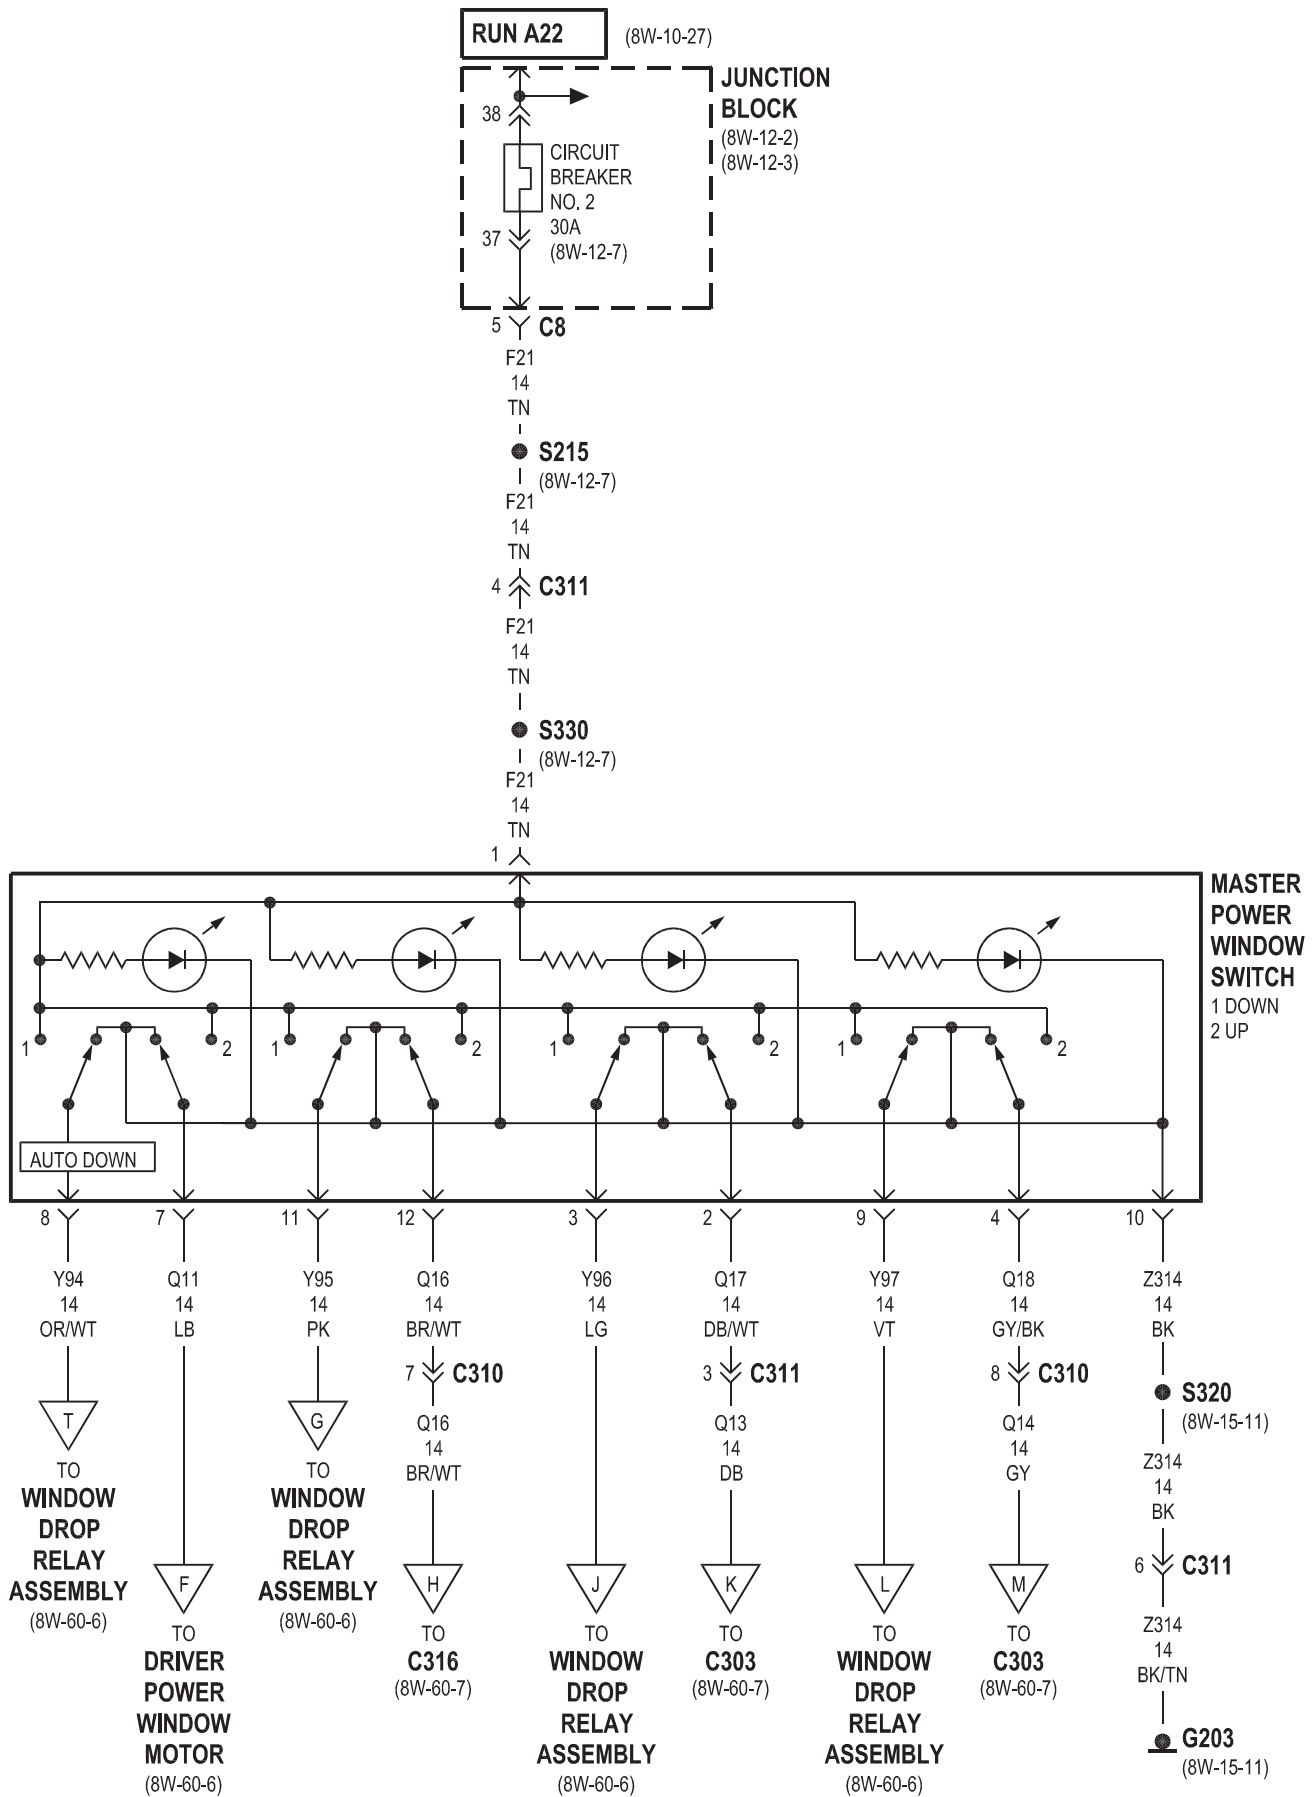 RUN A22
(8W-10-27)
JUNCTION
BLOCK
(8W-12-2)
(8W-12-3)
38
CIRCUIT
BREAKER
NO. 2
30A
(8W-12-7)
37
5
C8
F21
14
TN
S215
(8W-12-7)
F21
14
TN
4
C311
F21
14
TN
S330
(8W-12-7)
F21
14
TN
1
MASTER
POWER
WINDOW
SWITCH
1 DOWN
2 UP
1 2 1 2 1 2 1 2
AUTO DOWN
8 7 11 12 3 2 9 4 10
Y94 Q11 Y95 Q16 Y96 Q17 Y97 Q18 Z314
14 14 14 14 14 14 14 14 14
OR/WT LB PK BR/WT LG DB/WT VT GY/BK BK
7 C310 3 C311 8 C310
S320
(8W-15-11)
T
TO
WINDOW
DROP
RELAY
ASSEMBLY
(8W-60-6)
F
TO
DRIVER
POWER
WINDOW
MOTOR
(8W-60-6)
G
TO
WINDOW
DROP
RELAY
ASSEMBLY
(8W-60-6)
Q16
14
BR/WT
H
TO
C316
(8W-60-7)
J
TO
WINDOW
DROP
RELAY
ASSEMBLY
(8W-60-6)
Q13
14
DB
K
TO
C303
(8W-60-7)
L
TO
WINDOW
DROP
RELAY
ASSEMBLY
(8W-60-6)
Q14
14
GY
M
TO
C303
(8W-60-7)
Z314
14
BK
6 C311
Z314
14
BK/TN
G203
(8W-15-11)